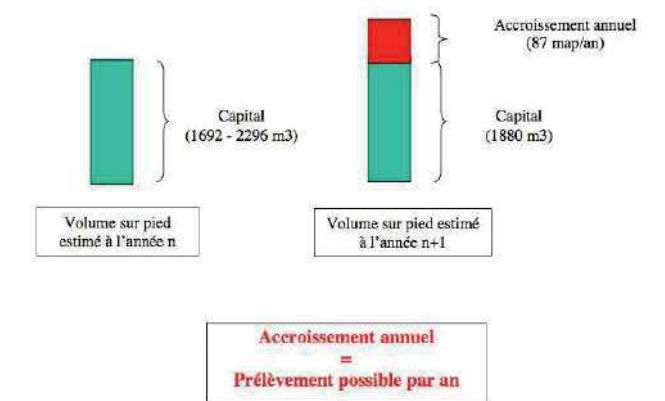 Accroissement annuel
(87 map/an)
Capital
(1692 - 2296 m3)
Capital
(1880 m3)
Volume sur pied
estimé à l'année n
Volume sur pied estimé
à l'année n+1
Accroissement annuel
=
Prélèvement possible par an